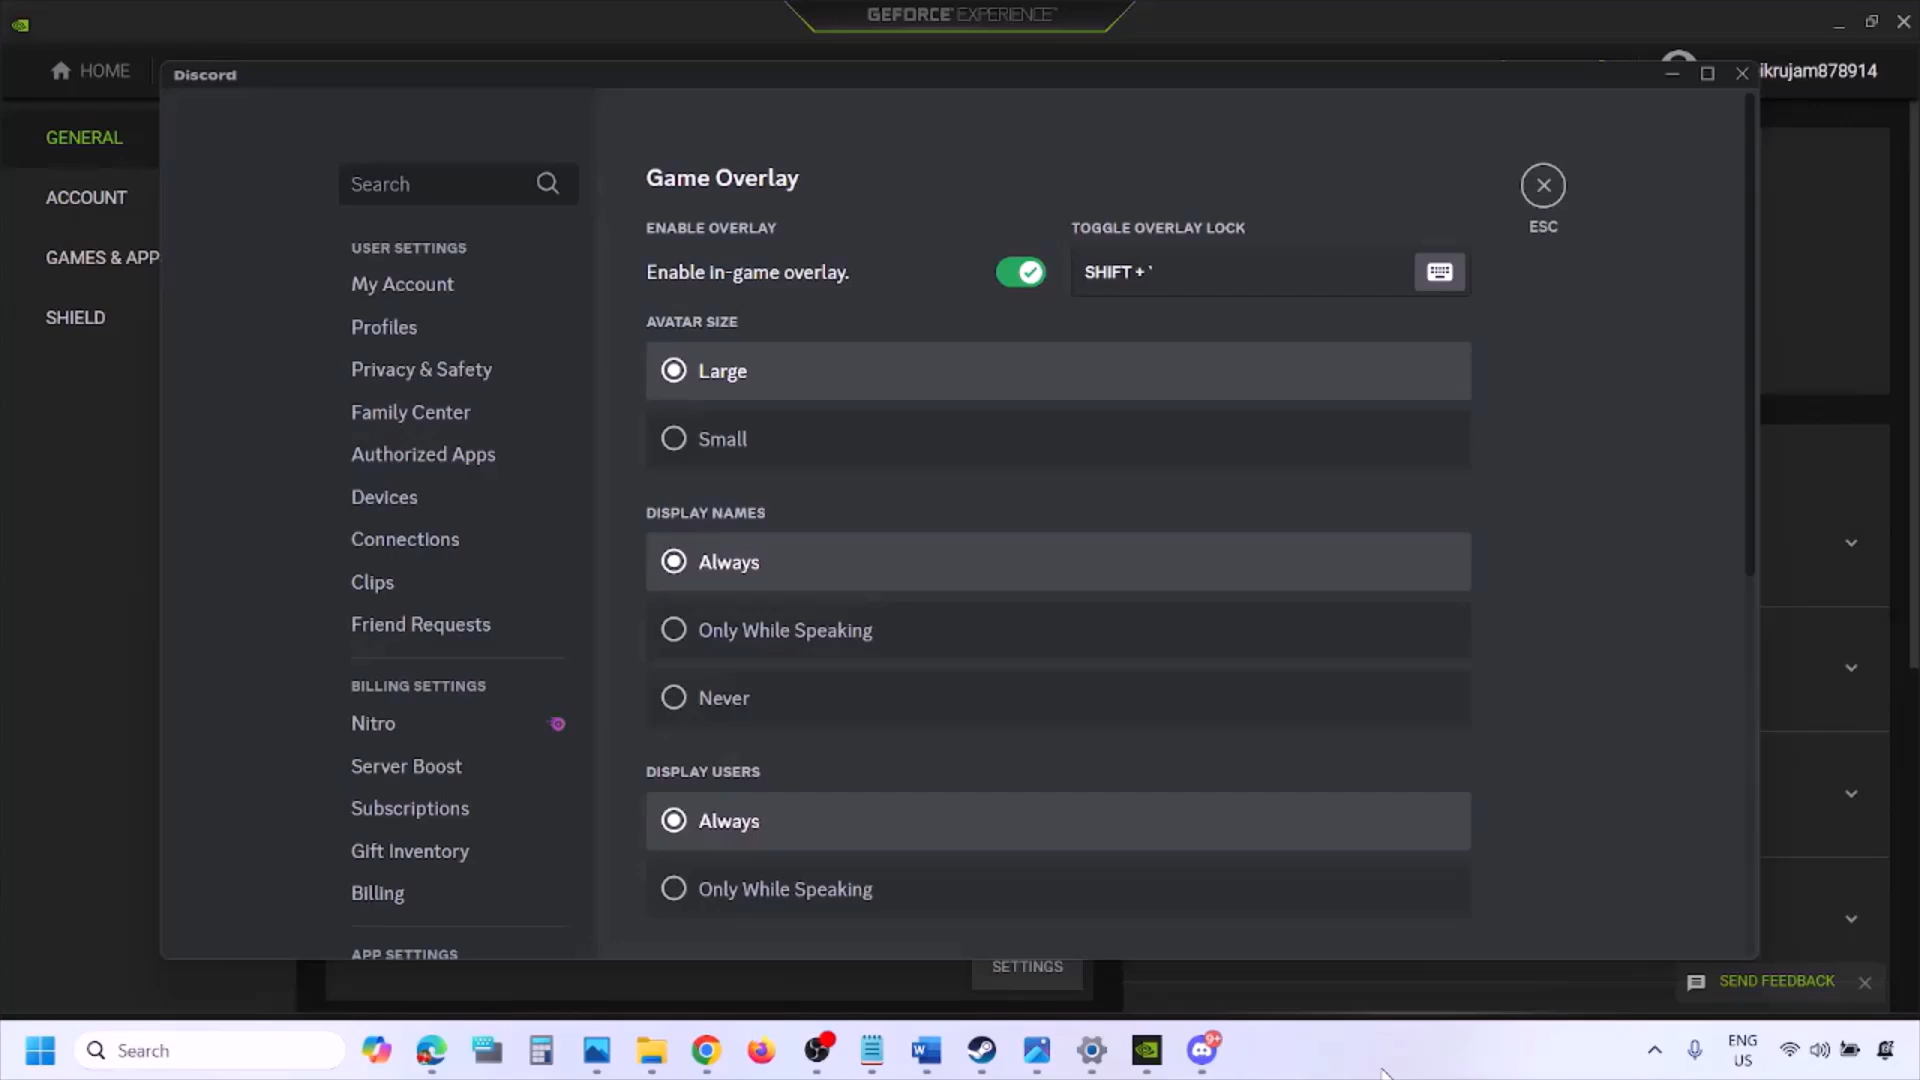 GEFORCE EXPERIENCE
HOME
ikrujam878914
Discord
GENERAL
ACCOUNT
GAMES & APP
SHIELD
Search
USER SETTINGS
My Account
Profiles
Privacy & Safety
Family Center
Authorized Apps
Devices
Connections
Clips
Friend Requests
BILLING SETTINGS
Nitro
Server Boost
Subscriptions
Gift Inventory
Billing
APP SETTINGS
Game Overlay
ENABLE OVERLAY
Enable in-game overlay.
TOGGLE OVERLAY LOCK
SHIFT + `
ESC
AVATAR SIZE
Large
Small
DISPLAY NAMES
Always
Only While Speaking
Never
DISPLAY USERS
Always
Only While Speaking
SETTINGS
SEND FEEDBACK
Search
9+
ENG
US